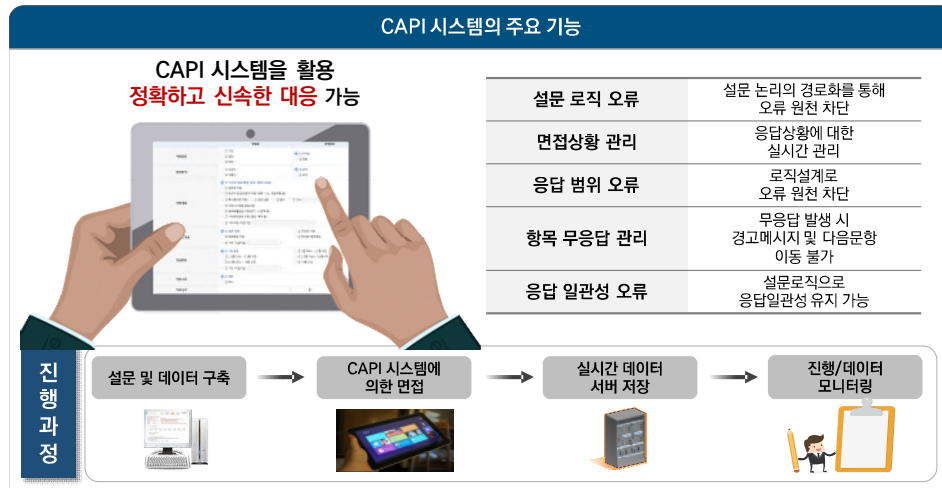 CAPI 시스템의 주요 기능
CAPI 시스템을 활용
정확하고 신속한 대응 가능
설문 로직 오류
설문 논리의 경로화를 통해
오류 원천 차단
면접상황 관리
응답상황에 대한
실시간 관리
응답 범위 오류
로직설계로
오류 원천 차단
항목 무응답 관리
무응답 발생 시
경고메시지 및 다음문항
이동 불가
응답 일관성 오류
설문로직으로
응답일관성 유지 가능
진행과정
설문 및 데이터 구축
CAPI 시스템에
의한 면접
실시간 데이터
서버 저장
진행/데이터
모니터링